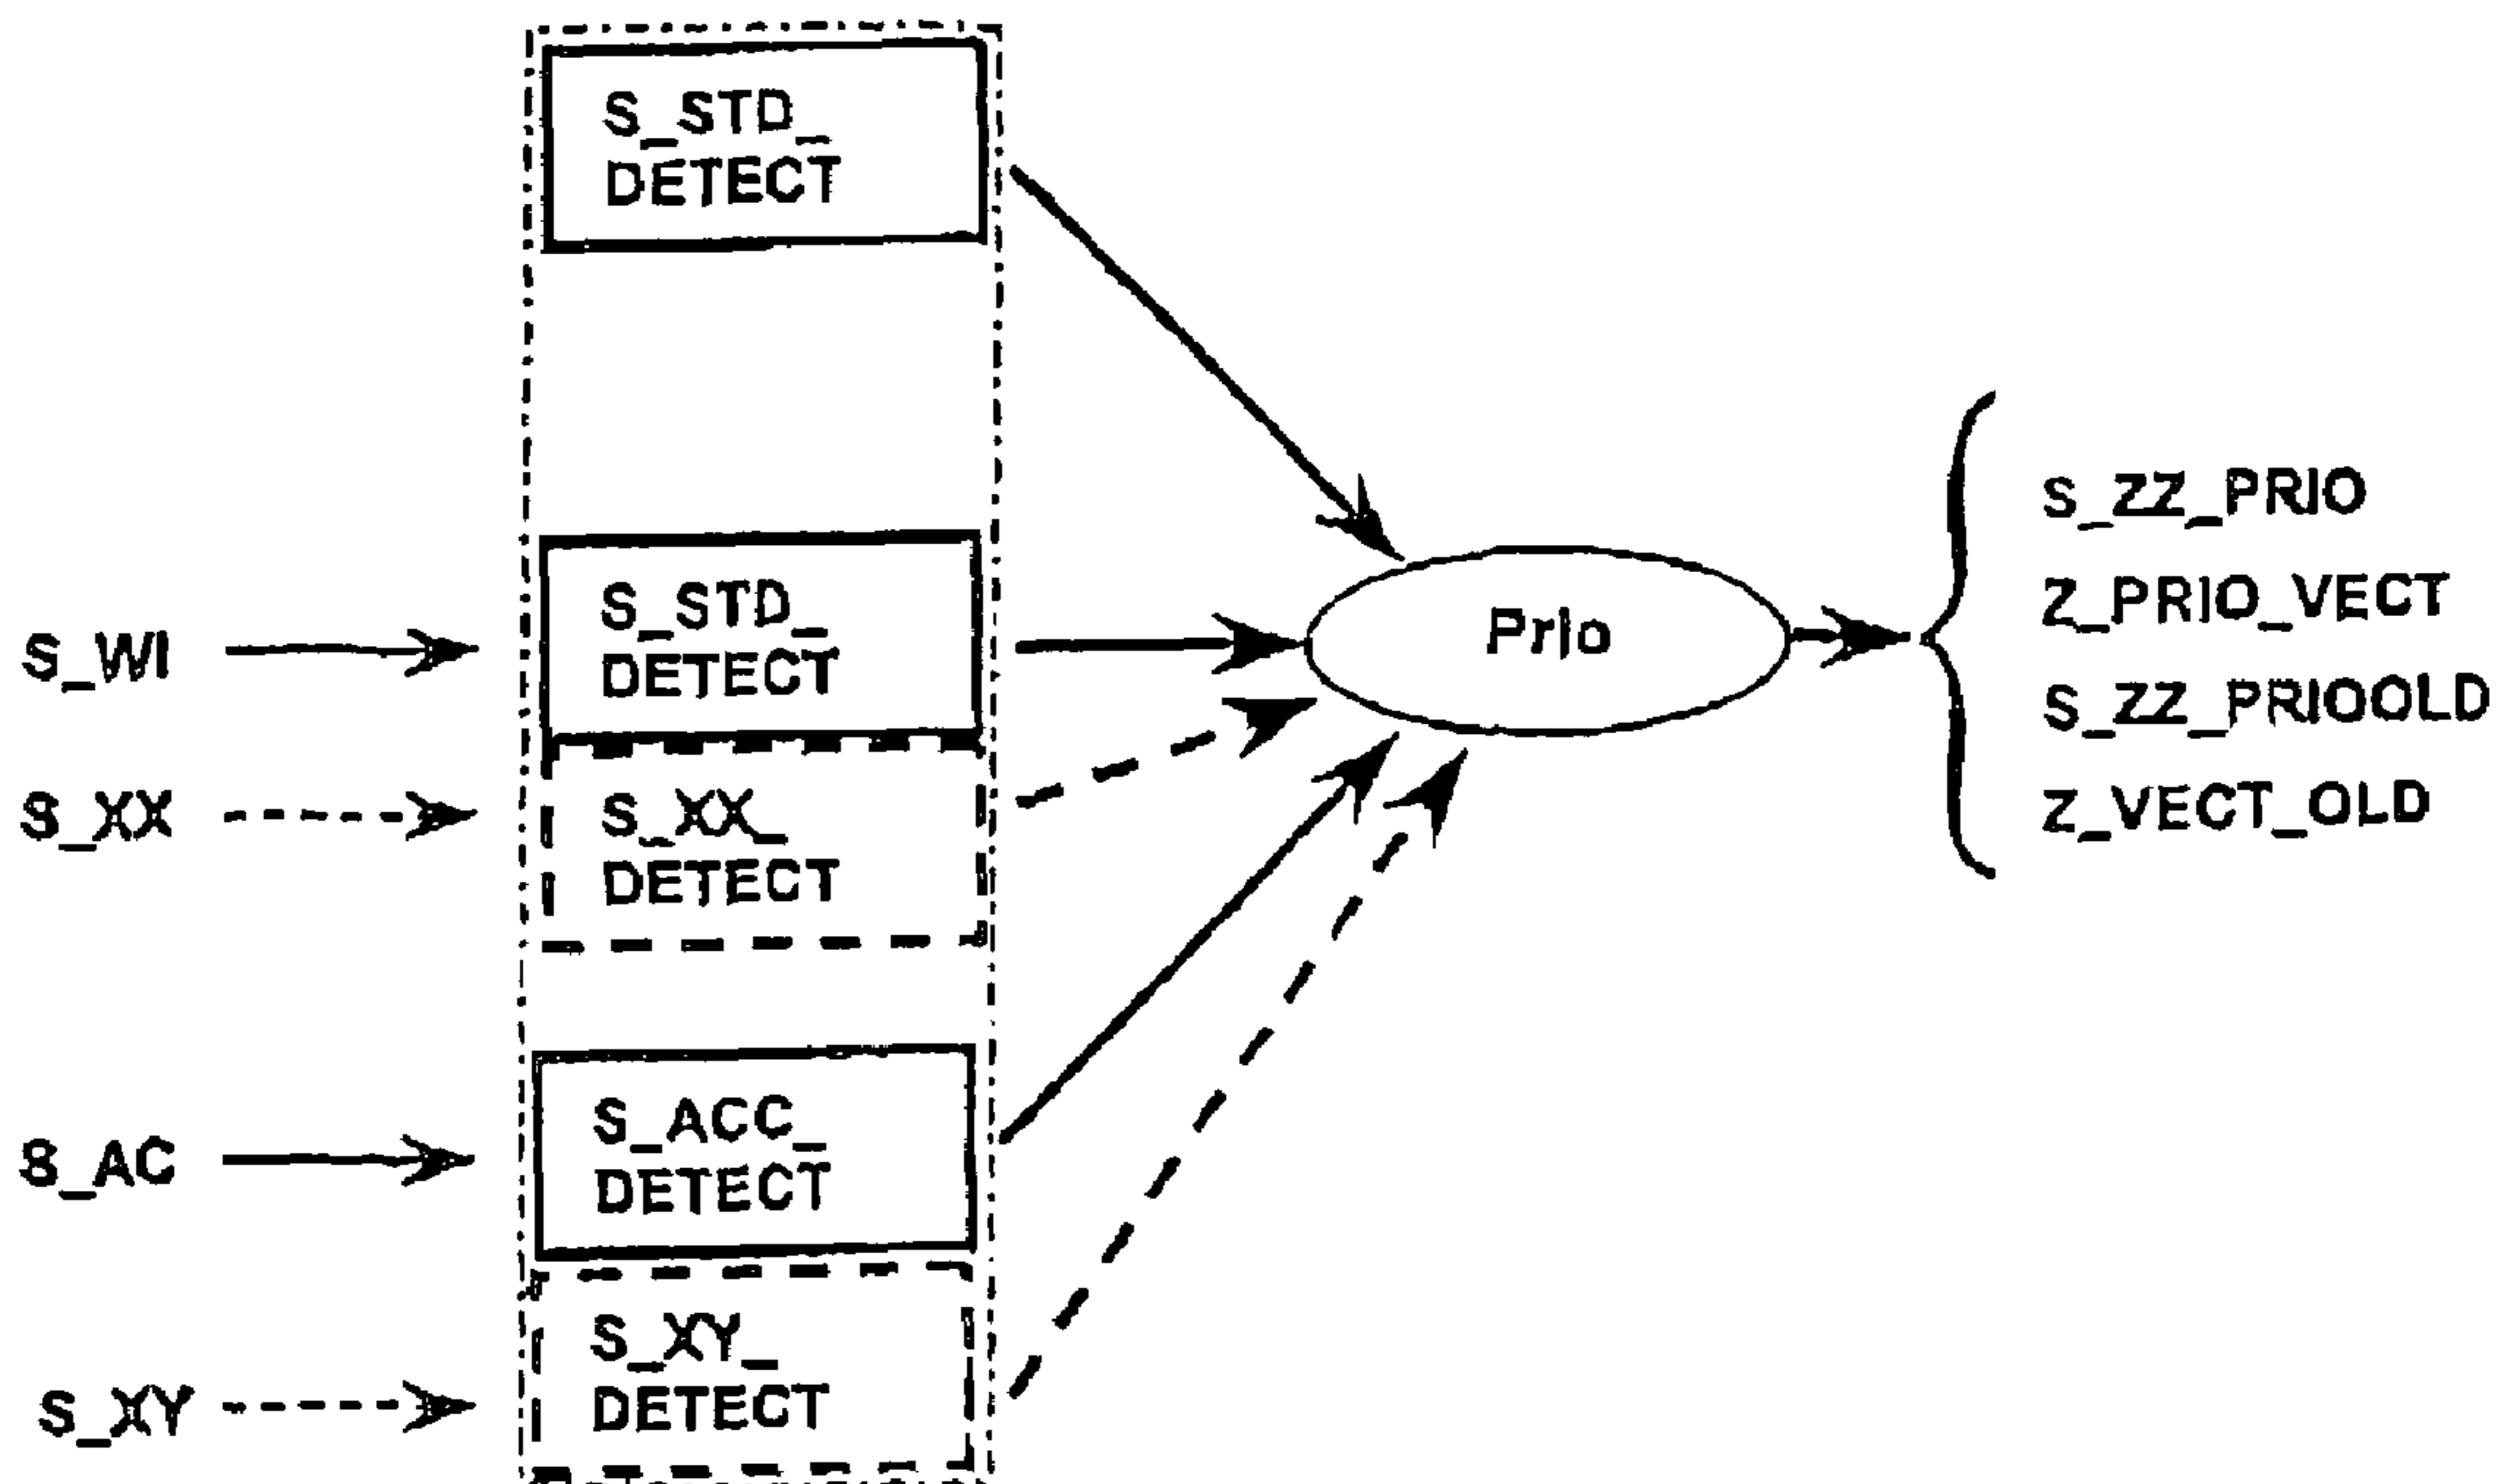 S_STD_
DETECT
S_WI
S_STD_
DETECT
S_XX
S_XX_
DETECT
S_AC
S_ACC_
DETECT
S_XY
S_XY_
DETECT
Prio
S_ZZ_PRIO
Z_PRIO_VECT
S_ZZ_PRIOOLD
Z_VECT_OLD